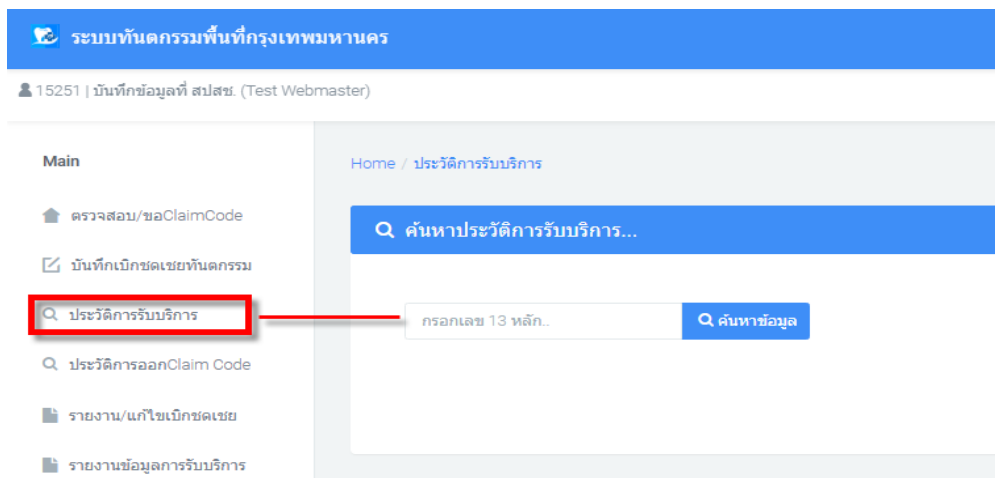 ระบบทันตกรรมพื้นที่กรุงเทพมหานคร
15251 | บันทึกข้อมูลที่ สปสช. (Test Webmaster)
Main
Home / ประวัติการรับบริการ
ตรวจสอบ/ขอClaimCode
ค้นหาประวัติการรับบริการ...
บันทึกเบิกชดเชยทันตกรรม
ประวัติการรับบริการ
กรอกเลข 13 หลัก..
ค้นหาข้อมูล
ประวัติการออกClaim Code
รายงาน/แก้ไขเบิกชดเชย
รายงานข้อมูลการรับบริการ